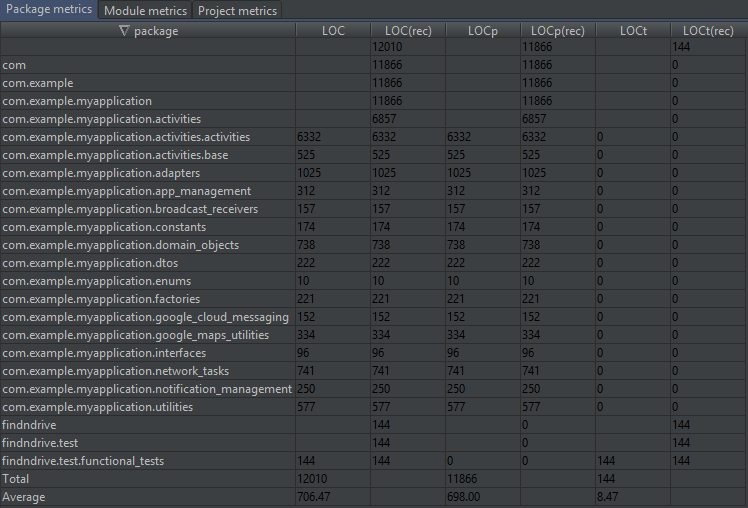 Package metrics Module metrics Project metrics
▽ package LOC LOC(rec) LOCp LOCp(rec) LOCt LOCt(rec)
12010 11866 144
com 11866 11866 0
com.example 11866 11866 0
com.example.myapplication 11866 11866 0
com.example.myapplication.activities 6857 6857 0
com.example.myapplication.activities.activities 6332 6332 6332 6332 0 0
com.example.myapplication.activities.base 525 525 525 525 0 0
com.example.myapplication.adapters 1025 1025 1025 1025 0 0
com.example.myapplication.app_management 312 312 312 312 0 0
com.example.myapplication.broadcast_receivers 157 157 157 157 0 0
com.example.myapplication.constants 174 174 174 174 0 0
com.example.myapplication.domain_objects 738 738 738 738 0 0
com.example.myapplication.dtos 222 222 222 222 0 0
com.example.myapplication.enums 10 10 10 10 0 0
com.example.myapplication.factories 221 221 221 221 0 0
com.example.myapplication.google_cloud_messaging 152 152 152 152 0 0
com.example.myapplication.google_maps_utilities 334 334 334 334 0 0
com.example.myapplication.interfaces 96 96 96 96 0 0
com.example.myapplication.network_tasks 741 741 741 741 0 0
com.example.myapplication.notification_management 250 250 250 250 0 0
com.example.myapplication.utilities 577 577 577 577 0 0
findndrive 144 0 144
findndrive.test 144 0 144
findndrive.test.functional_tests 144 144 0 0 144 144
Total 12010 11866 144
Average 706.47 698.00 8.47